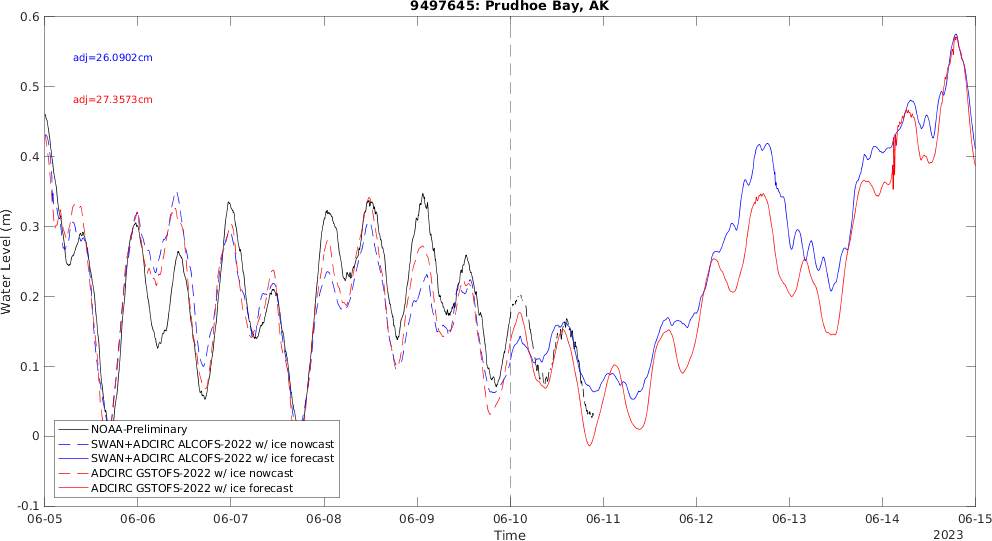 9497645: Prudhoe Bay, AK
0.6
adj=26.0902cm
0.5
adj=27.3573cm
0.4
0.3
Water Level (m)
0.2
0.1
NOAA-Preliminary
0
SWAN+ADCIRC ALCOFS-2022 w/ ice nowcast
SWAN+ADCIRC ALCOFS-2022 w/ ice forecast
ADCIRC GSTOFS-2022 w/ ice nowcast
ADCIRC GSTOFS-2022 w/ ice forecast
-0.1
06-05 06-06 06-07 06-08 06-09 06-10 06-11 06-12 06-13 06-14 06-15
Time
2023